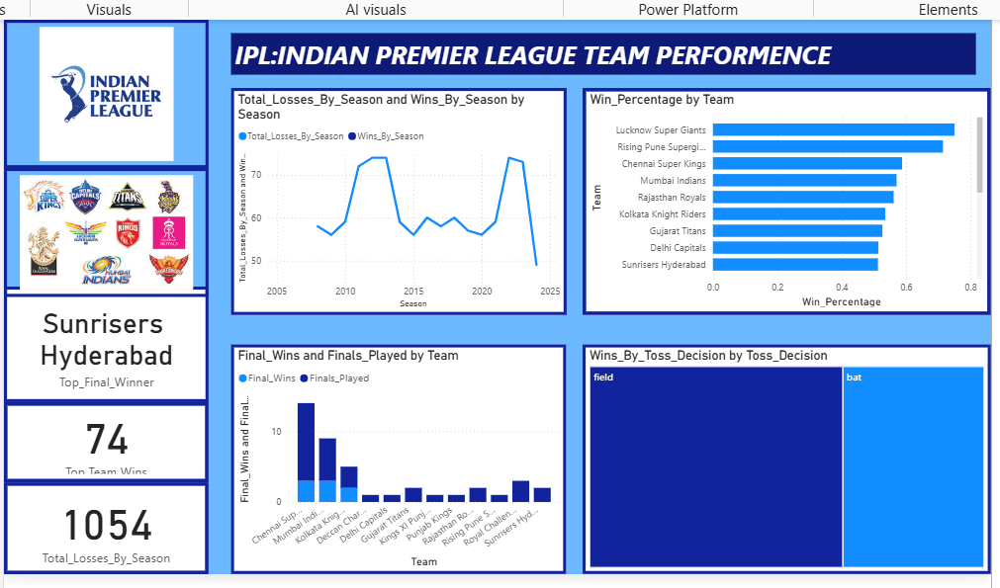 Visuals
AI visuals
Power Platform
Elements
INDIAN
PREMIER
LEAGUE
IPL:INDIAN PREMIER LEAGUE TEAM PERFORMENCE
Total_Losses_By_Season and Wins_By_Season by
Season
Total_Losses_By_Season Wins_By_Season
Total_Losses_By_Season and Win...
70
60
50
2005 2010 2015 2020 2025
Season
Win_Percentage by Team
Team
Lucknow Super Giants
Rising Pune Supergi...
Chennai Super Kings
Mumbai Indians
Rajasthan Royals
Kolkata Knight Riders
Gujarat Titans
Delhi Capitals
Sunrisers Hyderabad
0.0 0.2 0.4 0.6 0.8
Win_Percentage
CAPITALS
TITANS
KINGS
MUMBAI
INDIANS
Sunrisers
Hyderabad
Top_Final_Winner
74
Top Team Wins
1054
Total_Losses_By_Season
Final_Wins and Finals_Played by Team
Final_Wins Finals_Played
Final_Wins and Final...
10
0
Chennai Sup...
Mumbai Indi...
Kolkata Knig...
Deccan Char...
Delhi Capitals
Gujarat Titans
Kings XI Punj...
Punjab Kings
Rajasthan Ro...
Rising Pune S...
Royal Challen...
Sunrisers Hyd...
Team
Wins_By_Toss_Decision by Toss_Decision
field
bat